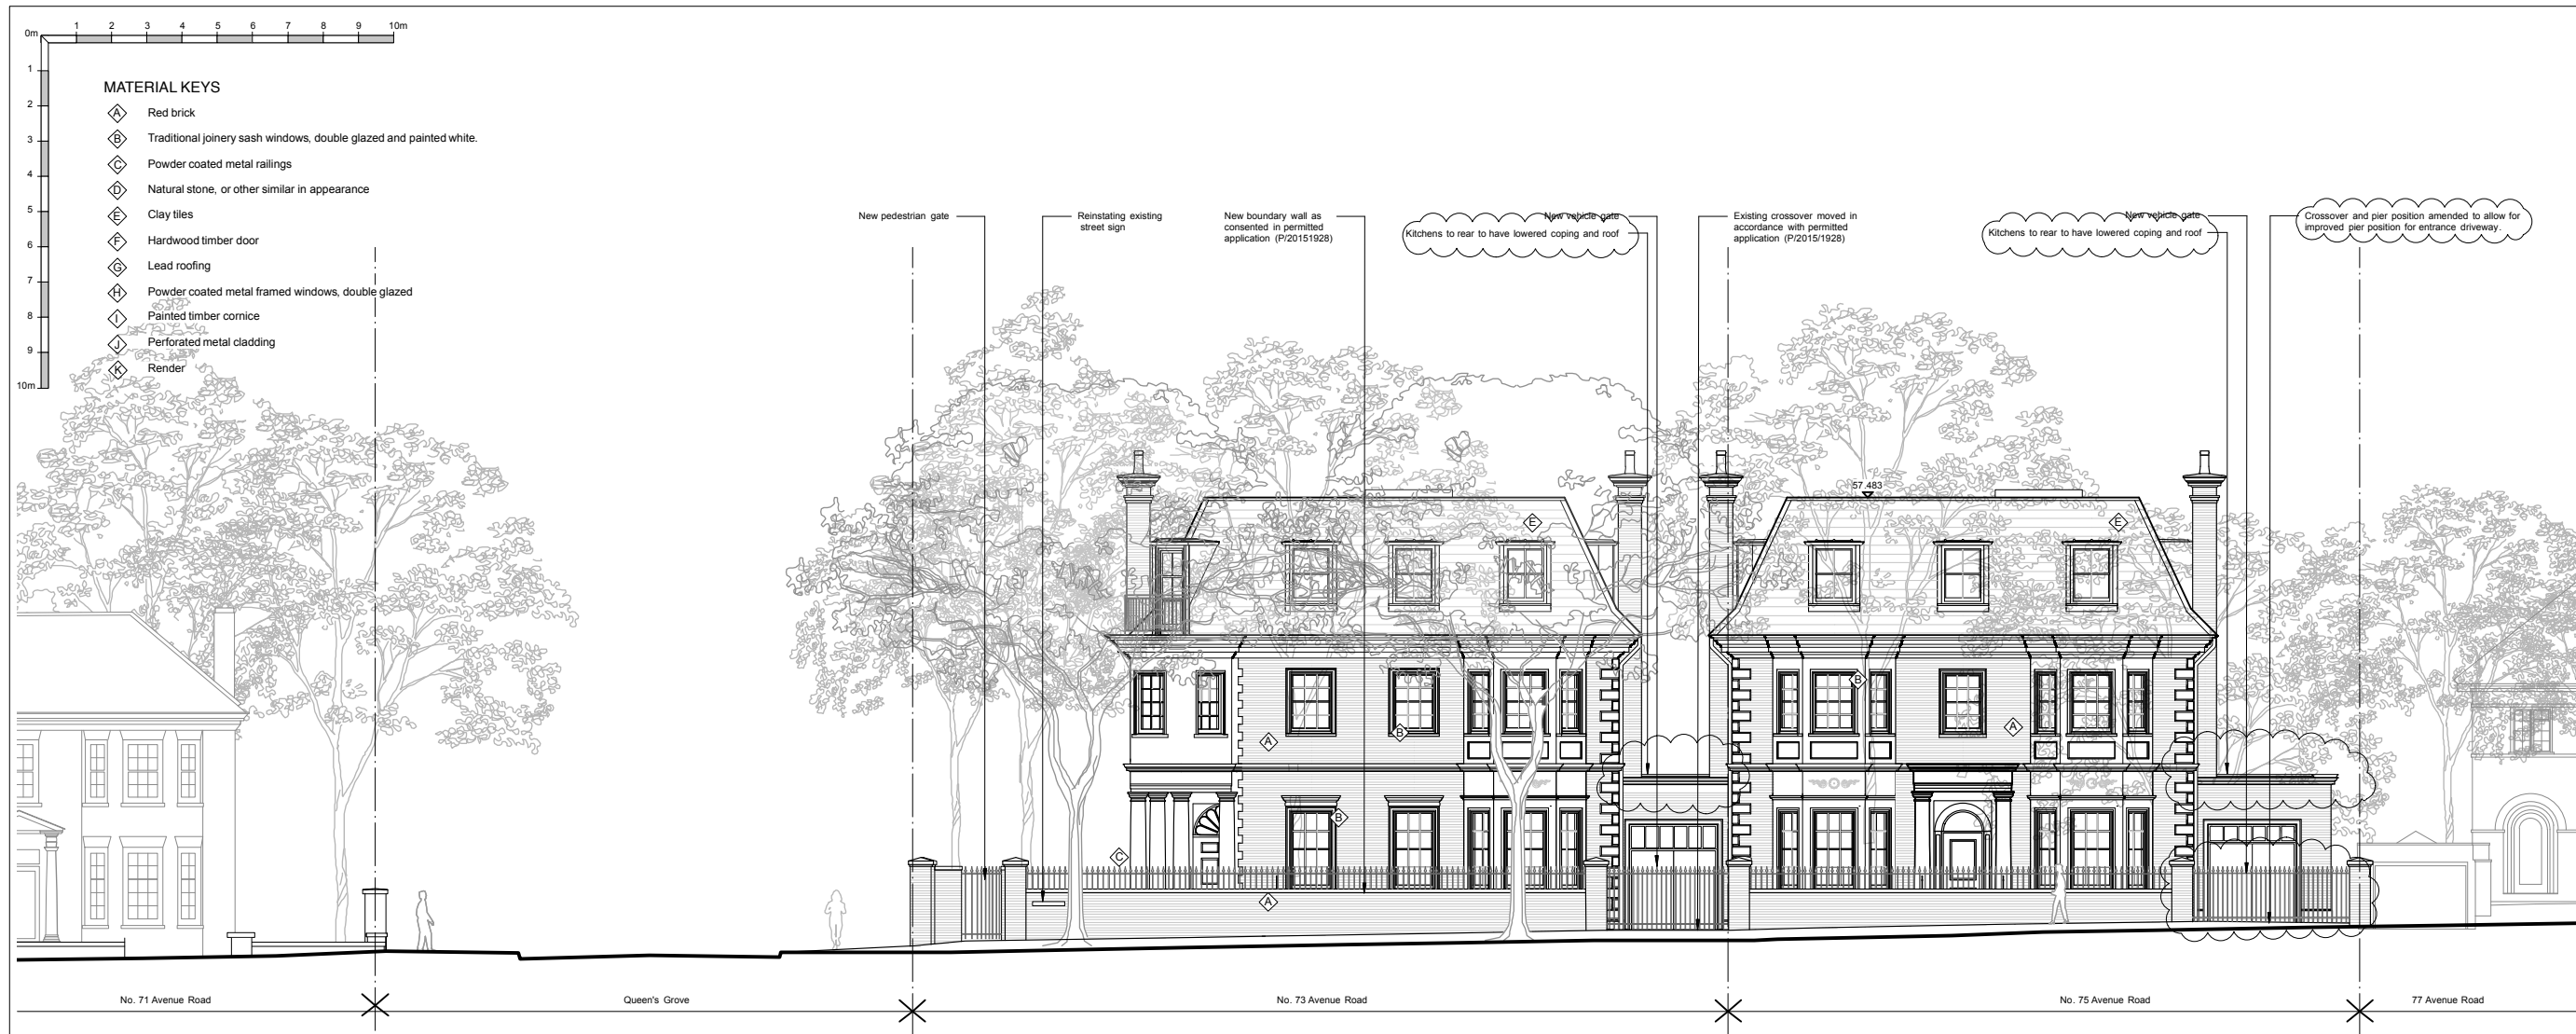 0m 1 2 3 4 5 6 7 8 9 10m
1
2
3
4
5
6
7
8
9
10m
MATERIAL KEYS
A Red brick
B Traditional joinery sash windows, double glazed and painted white.
C Powder coated metal railings
D Natural stone, or other similar in appearance
E Clay tiles
F Hardwood timber door
G Lead roofing
H Powder coated metal framed windows, double glazed
I Painted timber cornice
J Perforated metal cladding
K Render
New pedestrian gate
Reinstating existing
street sign
New boundary wall as
consented in permitted
application (P/20151928)
New vehicle gate
Kitchens to rear to have lowered coping and roof
Existing crossover moved in
accordance with permitted
application (P/2015/1928)
New vehicle gate
Kitchens to rear to have lowered coping and roof
Crossover and pier position amended to allow for
improved pier position for entrance driveway.
57.483
E
E
B
A
A
B
B
C
A
No. 71 Avenue Road
Queen's Grove
No. 73 Avenue Road
No. 75 Avenue Road
77 Avenue Road